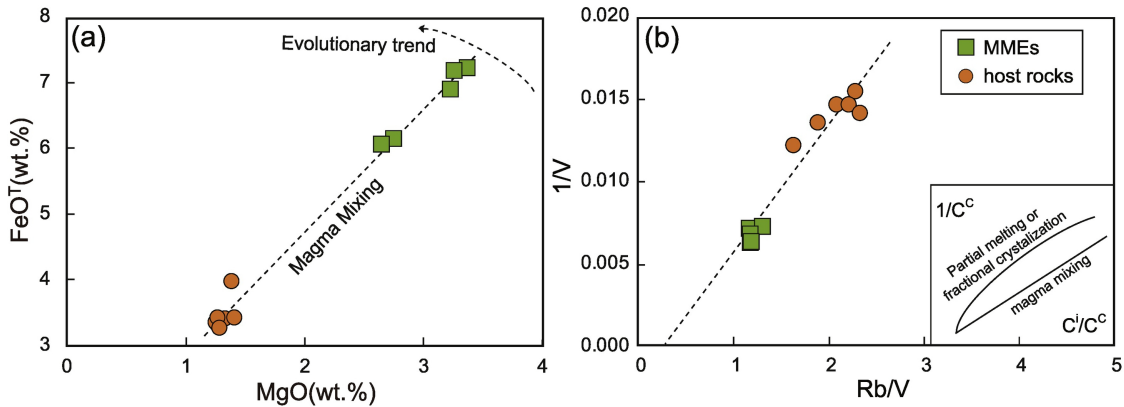 (a)
Evolutionary trend
Magma Mixing
FeOᵀ(wt.%)
8
7
6
5
4
3
0
1
2
3
4
MgO(wt.%)
(b)
MMEs
host rocks
1/V
0.020
0.015
0.010
0.005
0.000
0
1
2
3
4
5
Rb/V
1/Cᶜ
Partial melting or
fractional crystalization
magma mixing
Cⁱ/Cᶜ